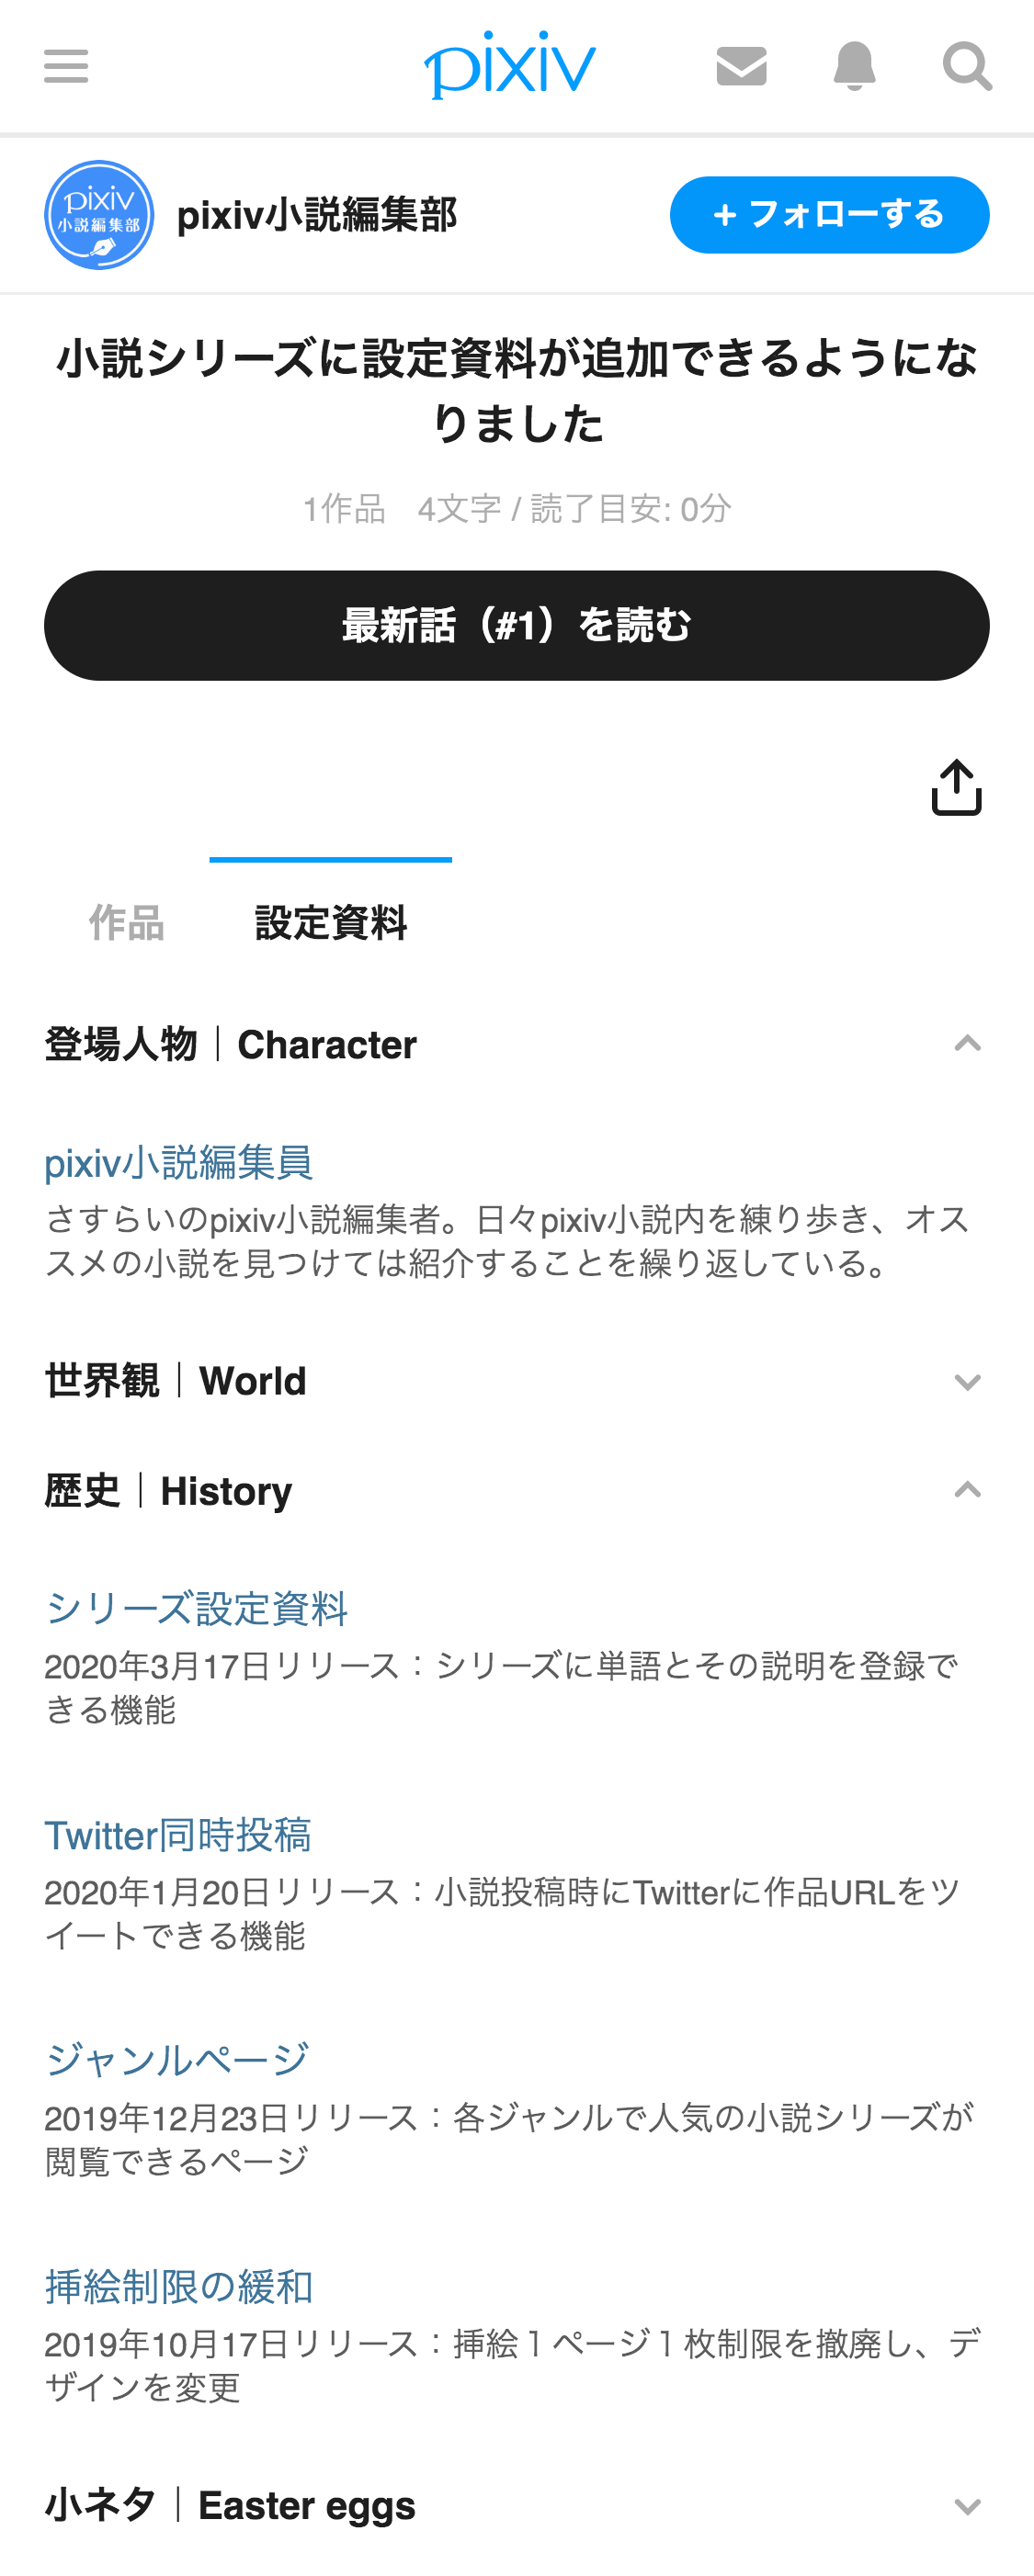 pixiv
pixiv
小説編集部
pixiv小説編集部
+ フォローする
小説シリーズに設定資料が追加できるようにな
りました
1作品 4文字 / 読了目安: 0分
最新話（#1）を読む
作品 設定資料
登場人物｜Character
pixiv小説編集員
さすらいのpixiv小説編集者。日々pixiv小説内を練り歩き、オス
スメの小説を見つけては紹介することを繰り返している。
世界観｜World
歴史｜History
シリーズ設定資料
2020年3月17日リリース：シリーズに単語とその説明を登録で
きる機能
Twitter同時投稿
2020年1月20日リリース：小説投稿時にTwitterに作品URLをツ
イートできる機能
ジャンルページ
2019年12月23日リリース：各ジャンルで人気の小説シリーズが
閲覧できるページ
挿絵制限の緩和
2019年10月17日リリース：挿絵１ページ１枚制限を撤廃し、デ
ザインを変更
小ネタ｜Easter eggs